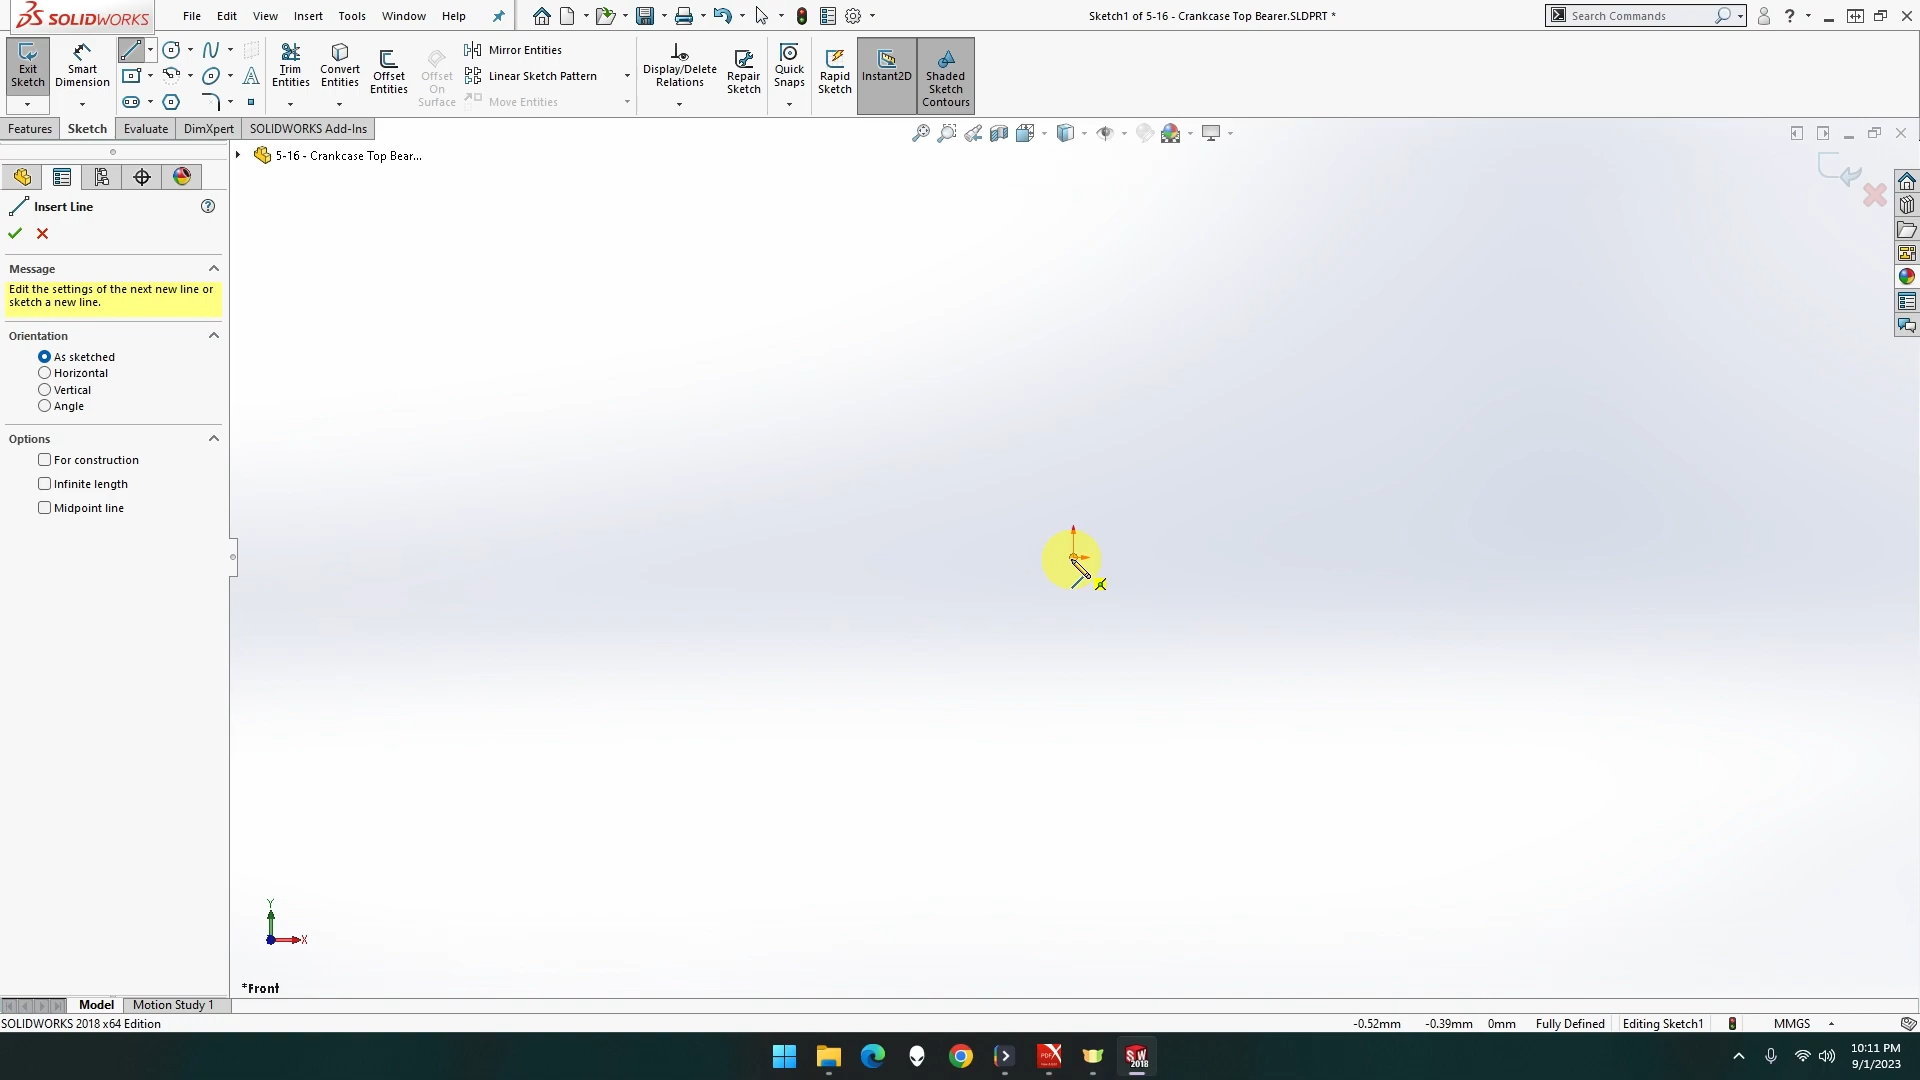 SOLIDWORKS
File Edit View Insert Tools Window Help
Sketch1 of 5-16 - Crankcase Top Bearer.SLDPRT *
Search Commands
Exit Sketch
Smart Dimension
Trim Entities
Convert Entities
Offset Entities
Offset On Surface
Mirror Entities
Linear Sketch Pattern
Move Entities
Display/Delete Relations
Repair Sketch
Quick Snaps
Rapid Sketch
Instant2D
Shaded Sketch Contours
Features Sketch Evaluate DimXpert SOLIDWORKS Add-Ins
5-16 - Crankcase Top Bear...
Insert Line
Message
Edit the settings of the next new line or
sketch a new line.
Orientation
As sketched
Horizontal
Vertical
Angle
Options
For construction
Infinite length
Midpoint line
Y
X
*Front
Model Motion Study 1
SOLIDWORKS 2018 x64 Edition
-0.52mm -0.39mm 0mm Fully Defined Editing Sketch1 MMGS
10:11 PM
9/1/2023